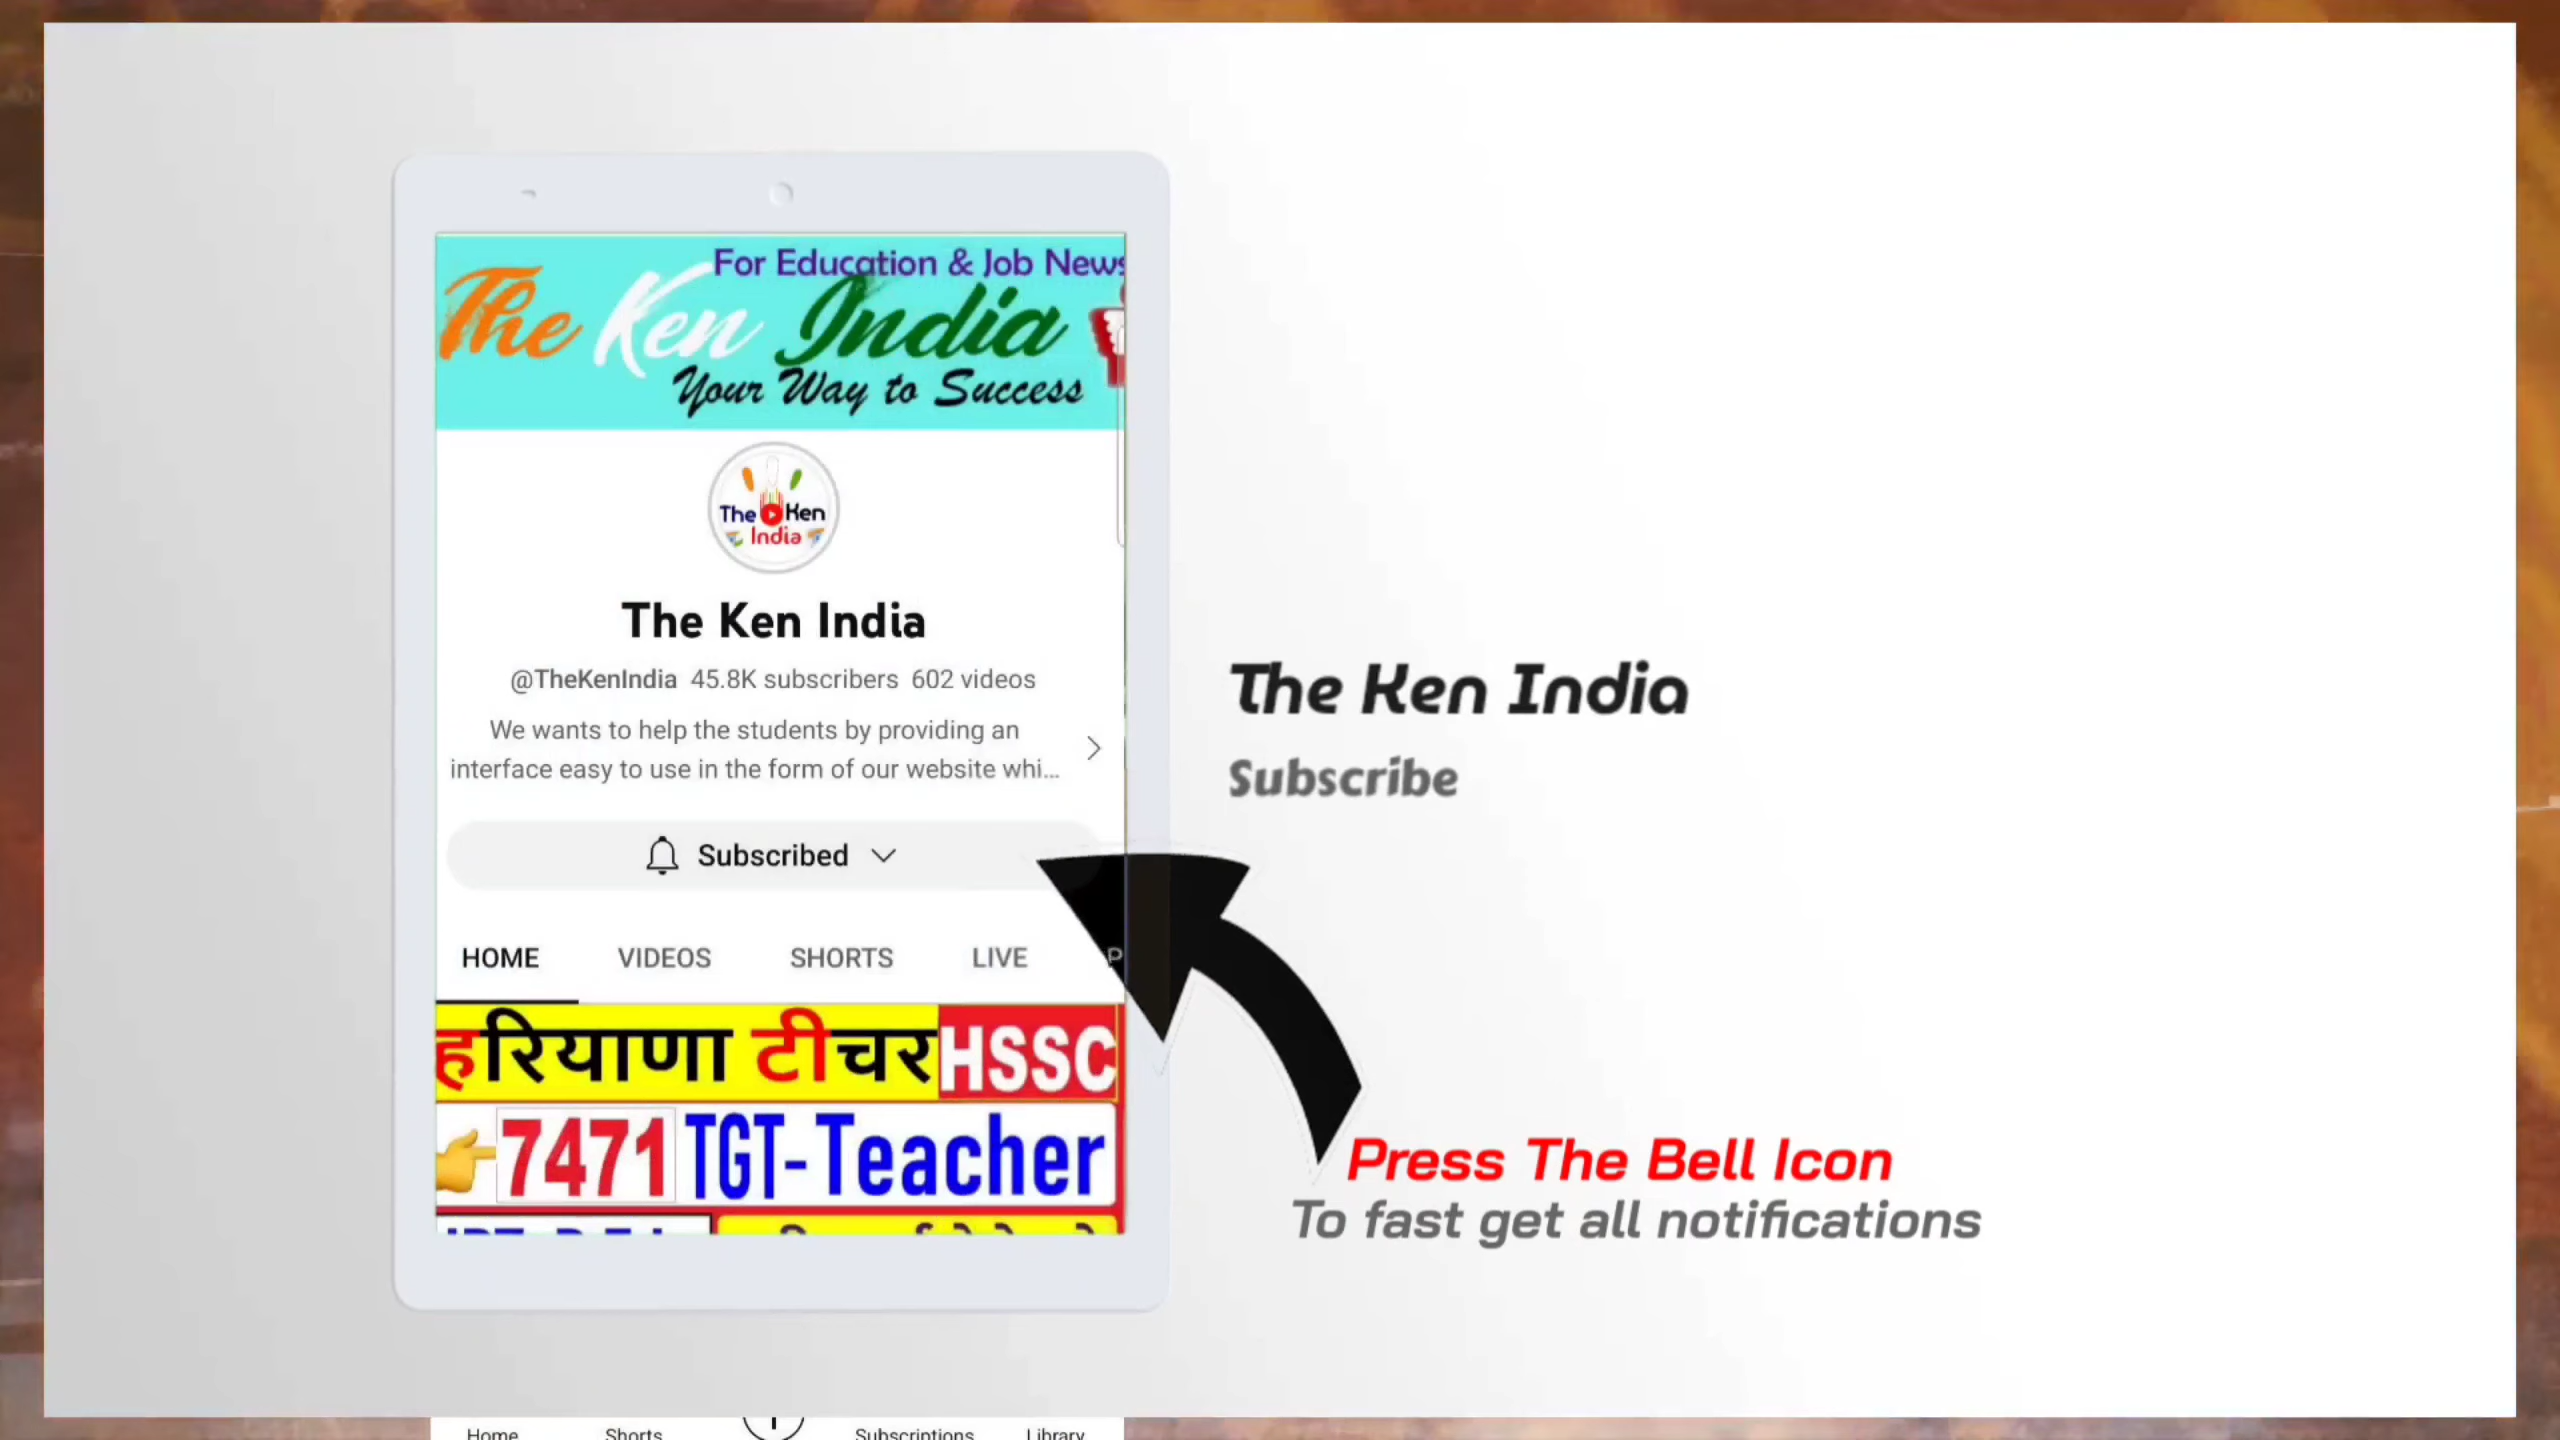 For Education & Job News
The Ken India
Your Way to Success
The Ken
India
The Ken India
@TheKenIndia 45.8K subscribers 602 videos
We wants to help the students by providing an
interface easy to use in the form of our website whi...
Subscribed
HOME VIDEOS SHORTS LIVE P
हरियाणा टीचर HSSC
7471 TGT-Teacher
The Ken India
Subscribe
Press The Bell Icon
To fast get all notifications
Home Shorts Subscriptions Library